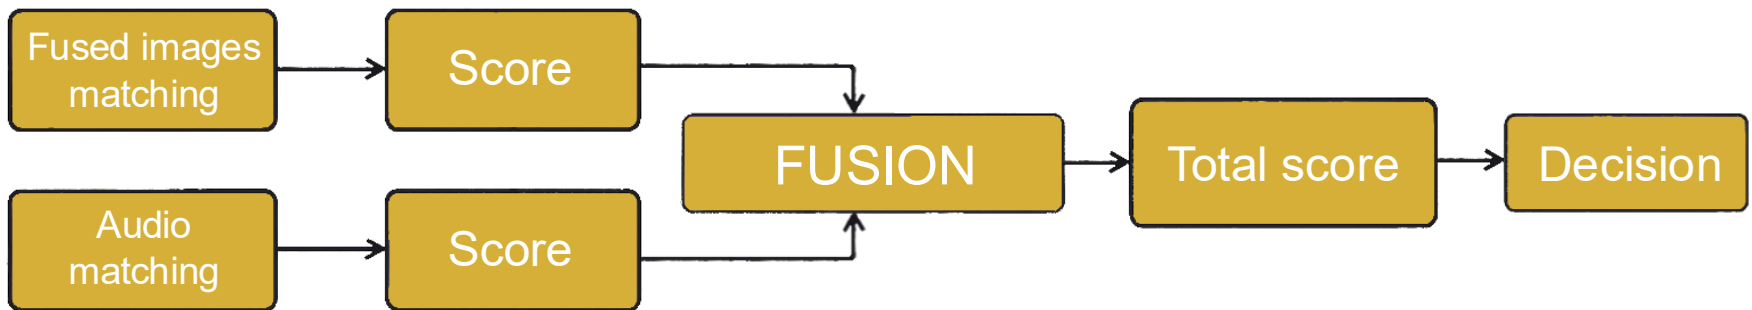 Fused images
matching
Score
FUSION
Total score
Decision
Audio
matching
Score